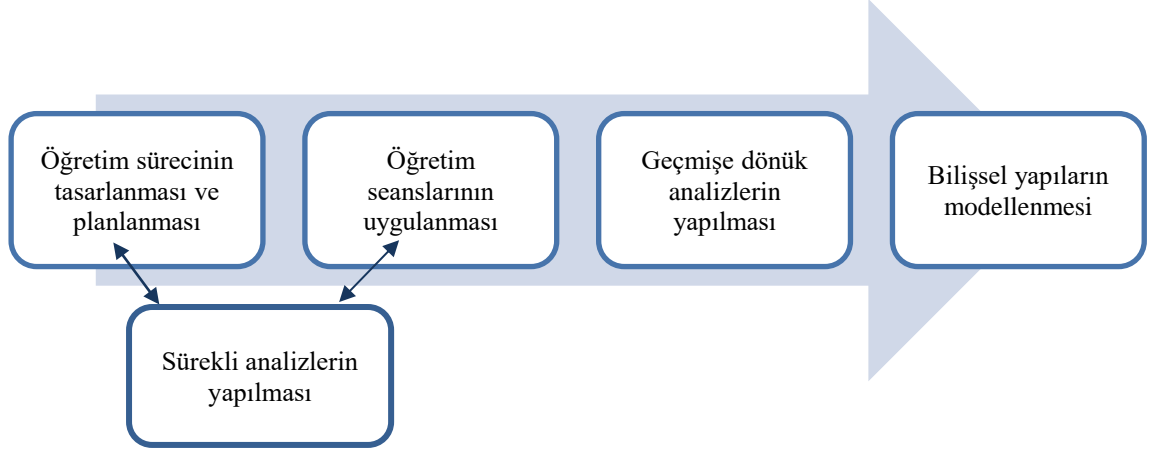 Öğretim sürecinin
tasarlanması ve
planlanması
Öğretim
seanslarının
uygulanması
Geçmişe dönük
analizlerin
yapılması
Bilişsel yapıların
modellenmesi
Sürekli analizlerin
yapılması